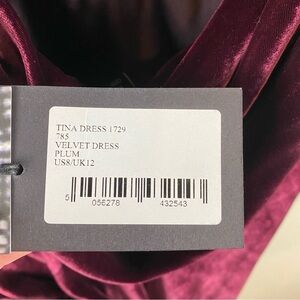 TINA DRESS 1729
785
VELVET DRESS
PLUM
US8/UK12
5 056278 432543